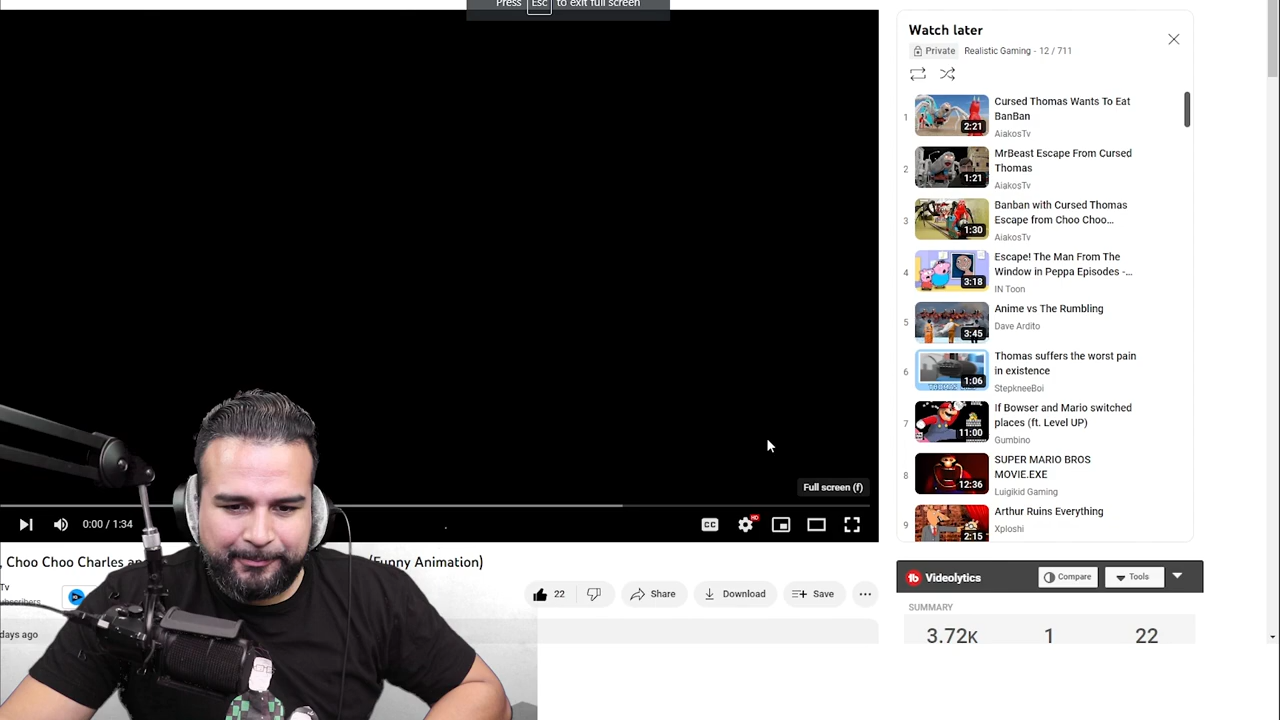 Press Esc to exit full screen
Watch later
Private Realistic Gaming - 12 / 711
1
2:21
Cursed Thomas Wants To Eat
BanBan
AiakosTv
2
1:21
MrBeast Escape From Cursed
Thomas
AiakosTv
3
1:30
Banban with Cursed Thomas
Escape from Choo Choo...
AiakosTv
4
3:18
Escape! The Man From The
Window in Peppa Episodes -...
IN Toon
5
3:45
Anime vs The Rumbling
Dave Ardito
6
1:06
Thomas suffers the worst pain
in existence
StepkneeBoi
7
11:00
If Bowser and Mario switched
places (ft. Level UP)
Gumbino
8
12:36
SUPER MARIO BROS
MOVIE.EXE
Luigikid Gaming
9
2:15
Arthur Ruins Everything
Xploshi
Full screen (f)
0:00 / 1:34
CC
HD
, Choo Choo Charles (Funny Animation)
Tv
22 Share Download Save
days ago
tb Videolytics Compare Tools
SUMMARY
3.72K 1 22